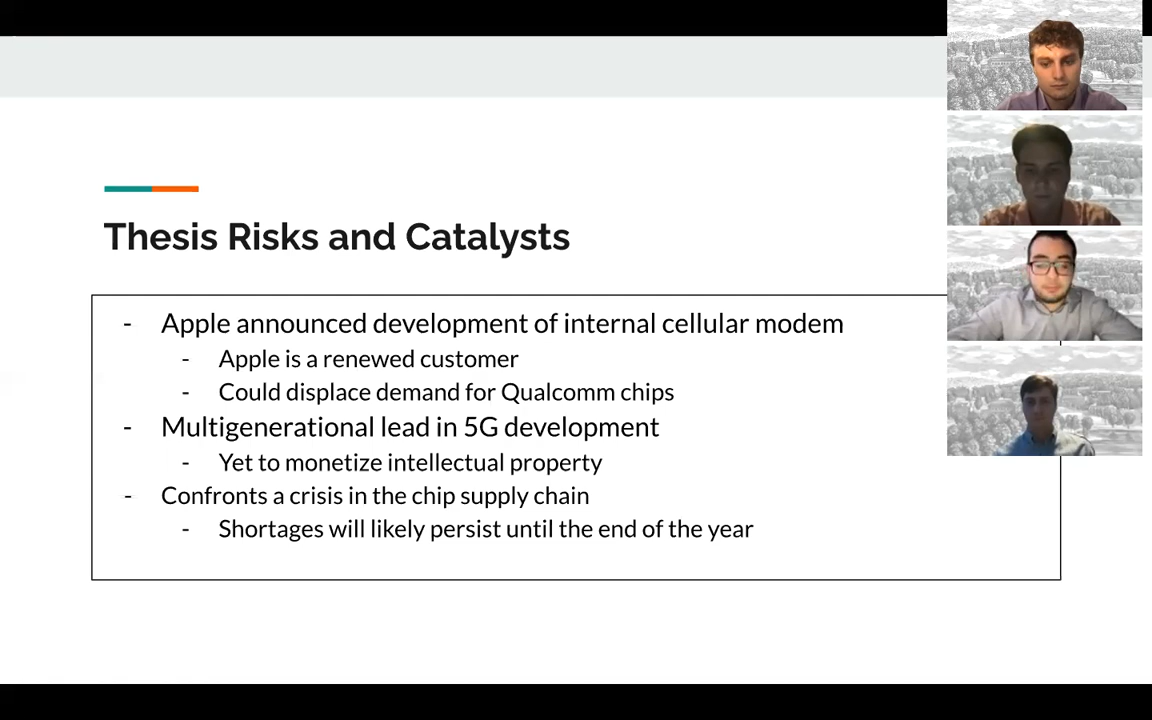 Thesis Risks and Catalysts
- Apple announced development of internal cellular modem
- Apple is a renewed customer
- Could displace demand for Qualcomm chips
- Multigenerational lead in 5G development
- Yet to monetize intellectual property
- Confronts a crisis in the chip supply chain
- Shortages will likely persist until the end of the year